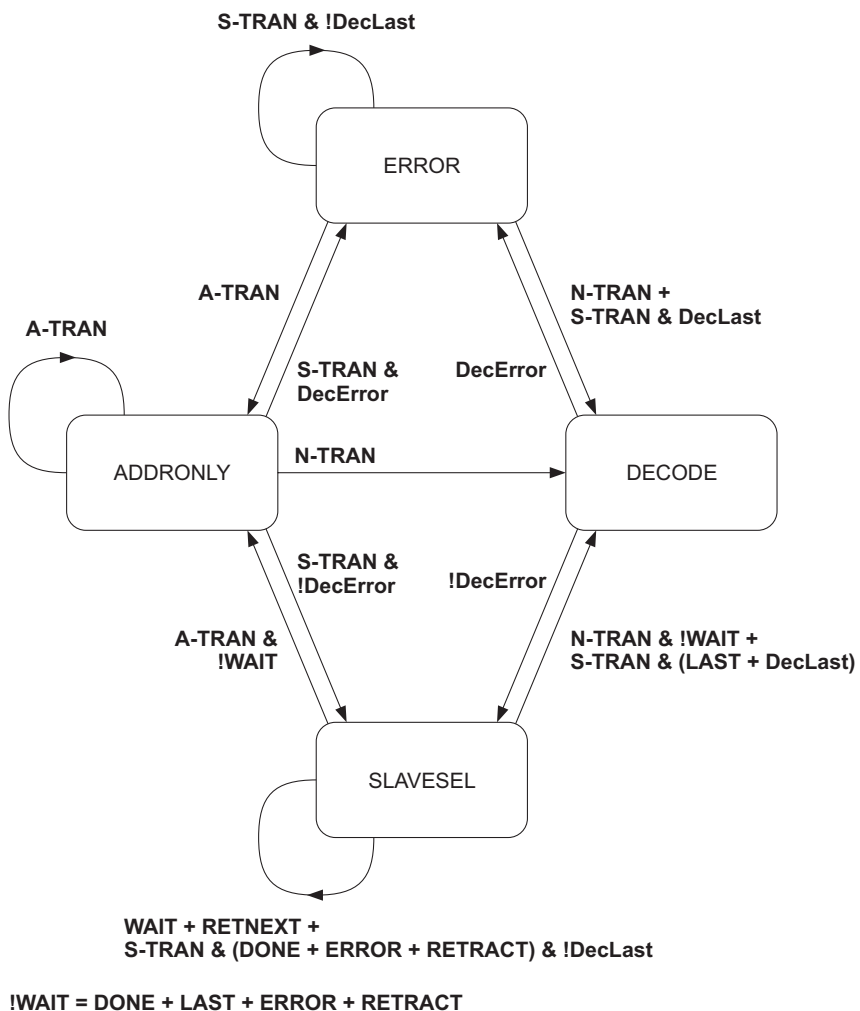 S-TRAN & !DecLast
ERROR
A-TRAN
N-TRAN +
S-TRAN & DecLast
A-TRAN
S-TRAN &
DecError
DecError
ADDRONLY
N-TRAN
DECODE
S-TRAN &
!DecError
!DecError
A-TRAN &
!WAIT
N-TRAN & !WAIT +
S-TRAN & (LAST + DecLast)
SLAVESEL
WAIT + RETNEXT +
S-TRAN & (DONE + ERROR + RETRACT) & !DecLast
!WAIT = DONE + LAST + ERROR + RETRACT